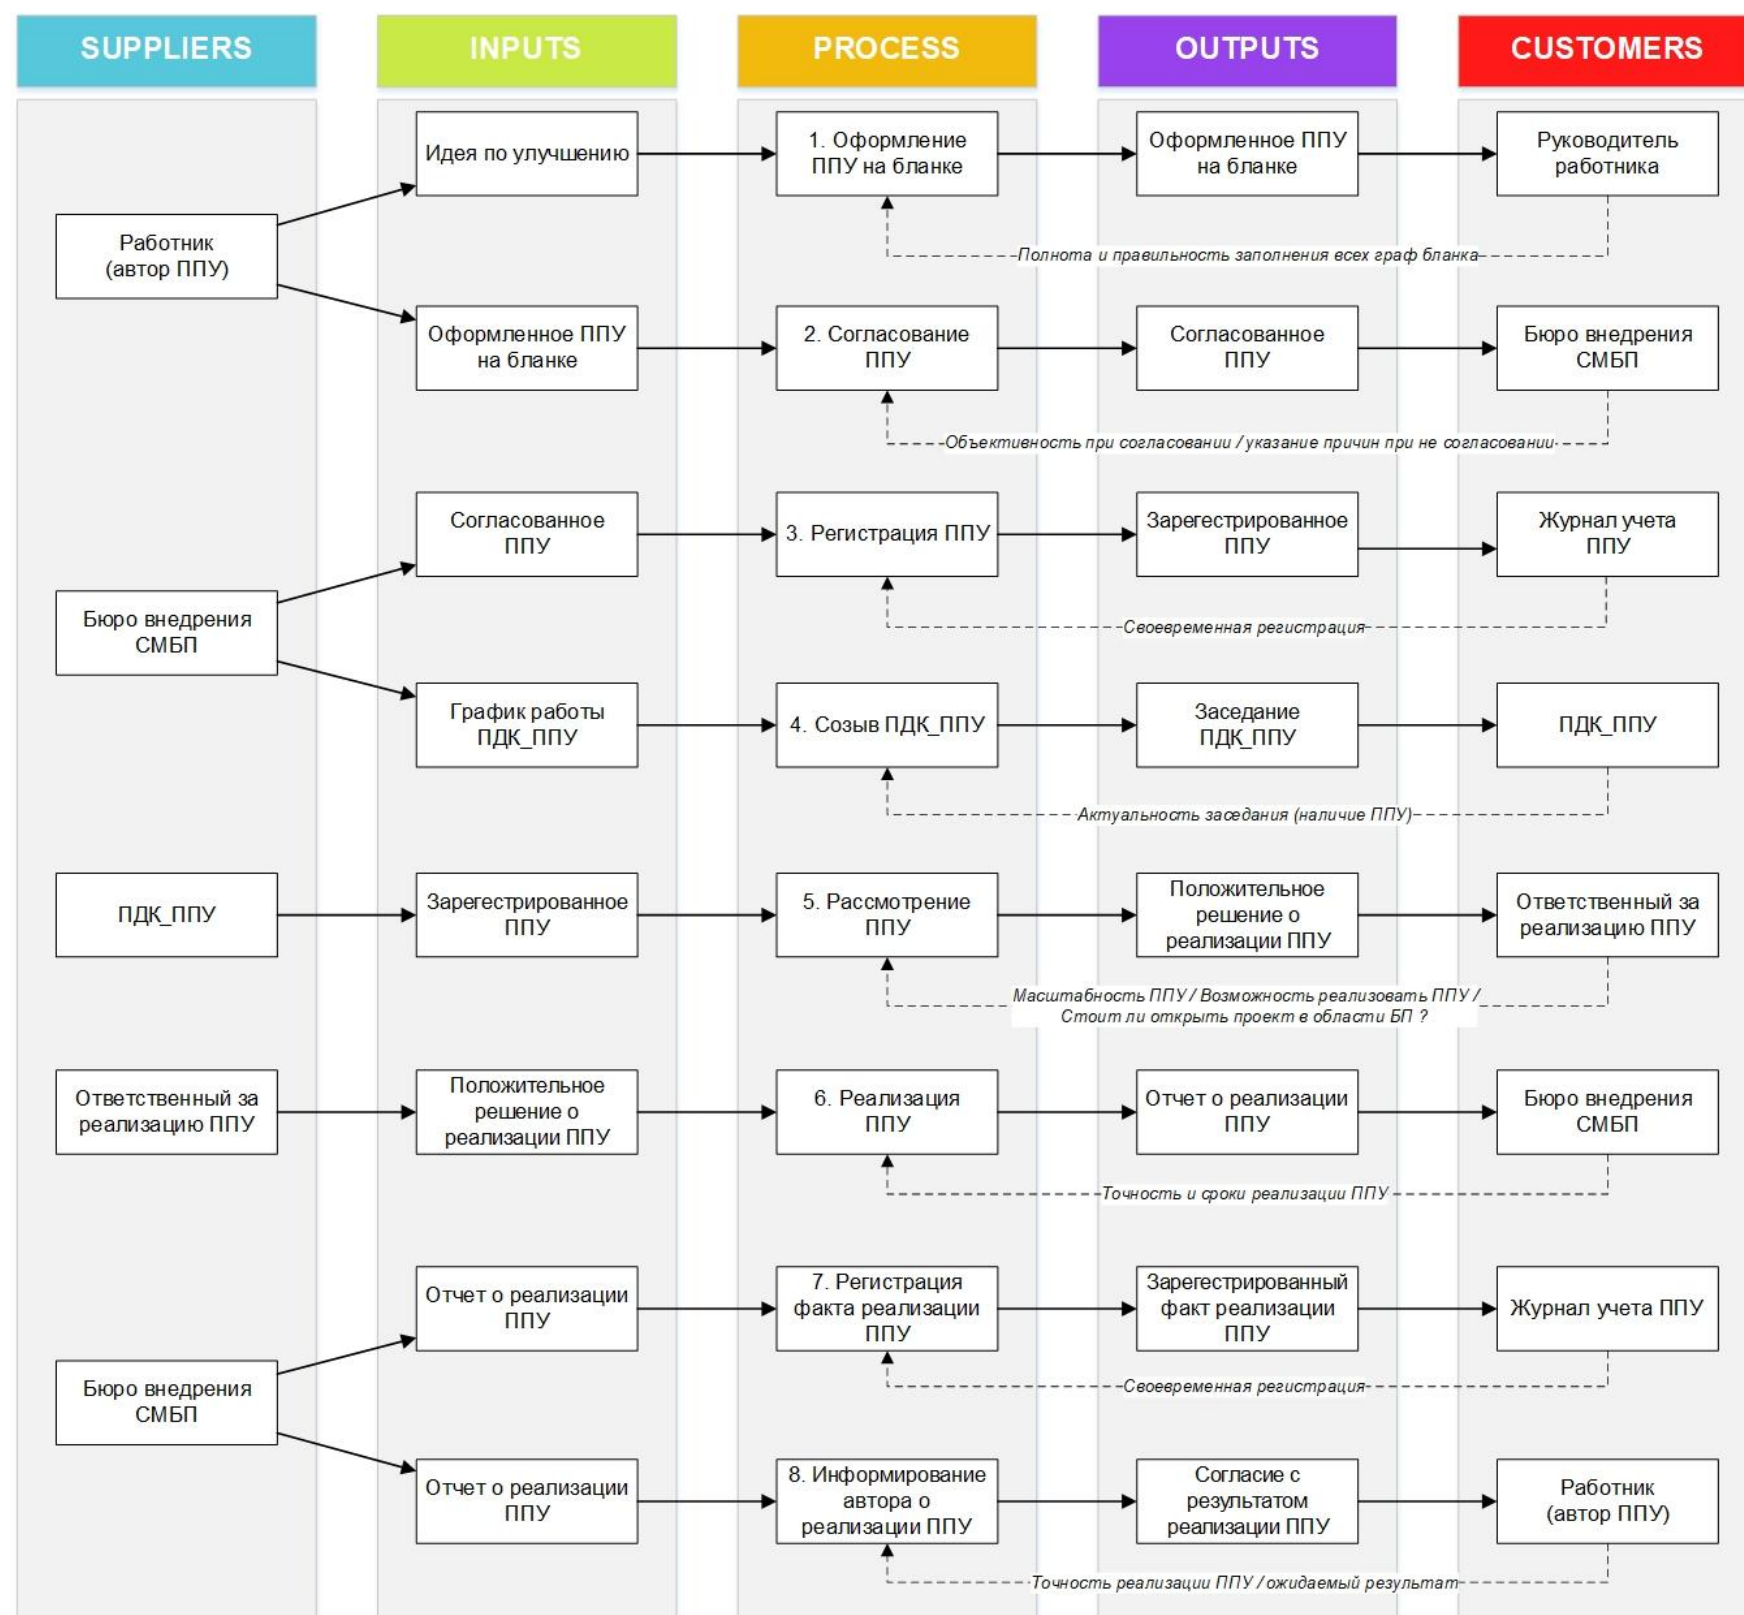 SUPPLIERS
INPUTS
PROCESS
OUTPUTS
CUSTOMERS
Идея по улучшению
1. Оформление
ППУ на бланке
Оформленное ППУ
на бланке
Руководитель
работника
Работник
(автор ППУ)
Полнота и правильность заполнения всех граф бланка
Оформленное ППУ
на бланке
2. Согласование
ППУ
Согласованное
ППУ
Бюро внедрения
СМБП
Объективность при согласовании / указание причин при не согласовании
Согласованное
ППУ
3. Регистрация ППУ
Зарегестрированное
ППУ
Журнал учета
ППУ
Бюро внедрения
СМБП
Своевременная регистрация
График работы
ПДК_ППУ
4. Созыв ПДК_ППУ
Заседание
ПДК_ППУ
ПДК_ППУ
Актуальность заседания (наличие ППУ)
ПДК_ППУ
Зарегестрированное
ППУ
5. Рассмотрение
ППУ
Положительное
решение о
реализации ППУ
Ответственный за
реализацию ППУ
Масштабность ППУ / Возможность реализовать ППУ /
Стоит ли открыть проект в области БП ?
Ответственный за
реализацию ППУ
Положительное
решение о
реализации ППУ
6. Реализация
ППУ
Отчет о реализации
ППУ
Бюро внедрения
СМБП
Точность и сроки реализации ППУ
Отчет о реализации
ППУ
7. Регистрация
факта реализации
ППУ
Зарегестрированный
факт реализации
ППУ
Журнал учета ППУ
Бюро внедрения
СМБП
Своевременная регистрация
Отчет о реализации
ППУ
8. Информирование
автора о
реализации ППУ
Согласие с
результатом
реализации ППУ
Работник
(автор ППУ)
Точность реализации ППУ / ожидаемый результат